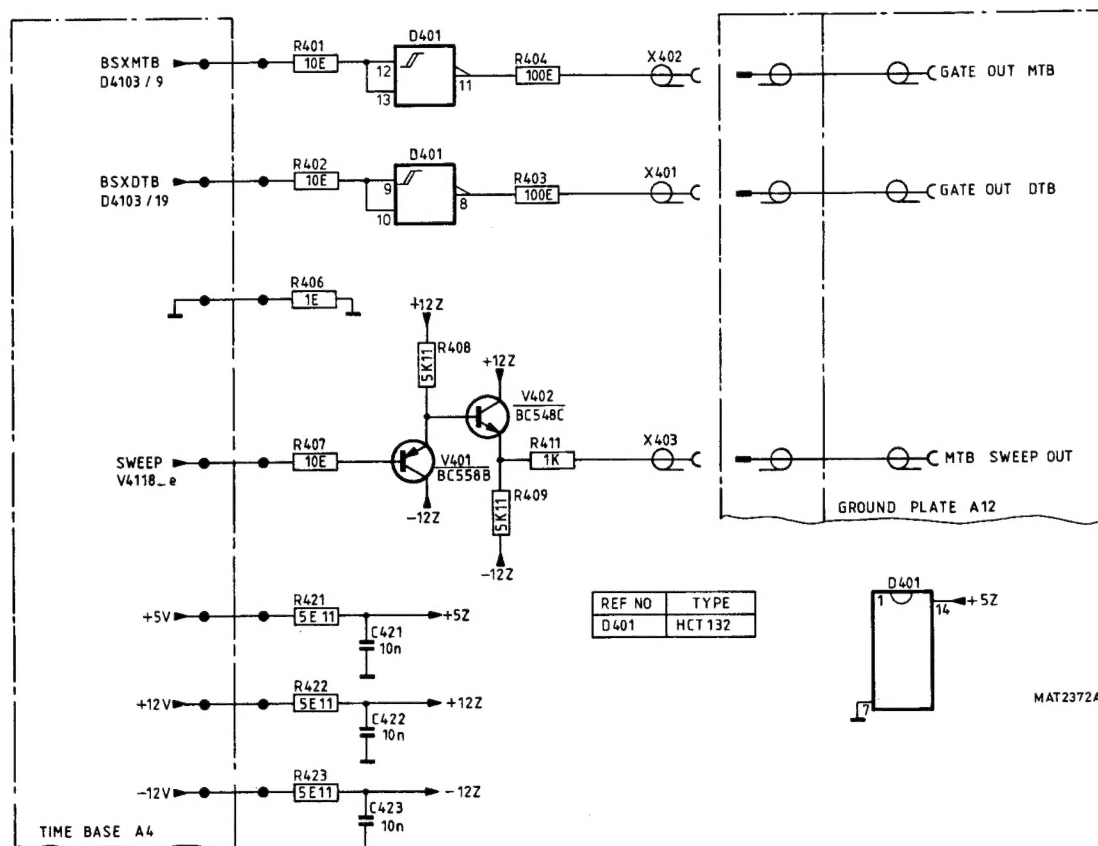 BSXMTB
D4103/9
R401
10E
D401
12
13
11
R404
100E
X402
GATE OUT MTB
BSXDTB
D4103/19
R402
10E
D401
9
10
8
R403
100E
X401
GATE OUT DTB
R406
1E
+12Z
R408
5K11
+12Z
V402
BC548C
SWEEP
V4118_e
R407
10E
V401
BC558B
-12Z
R411
1K
X403
MTB SWEEP OUT
R409
5K11
-12Z
GROUND PLATE A12
+5V
R421
5E11
+5Z
C421
10n
REF NO TYPE
D401 HCT132
D401
1
14
+5Z
7
MAT2372A
+12V
R422
5E11
+12Z
C422
10n
-12V
R423
5E11
-12Z
C423
10n
TIME BASE A4